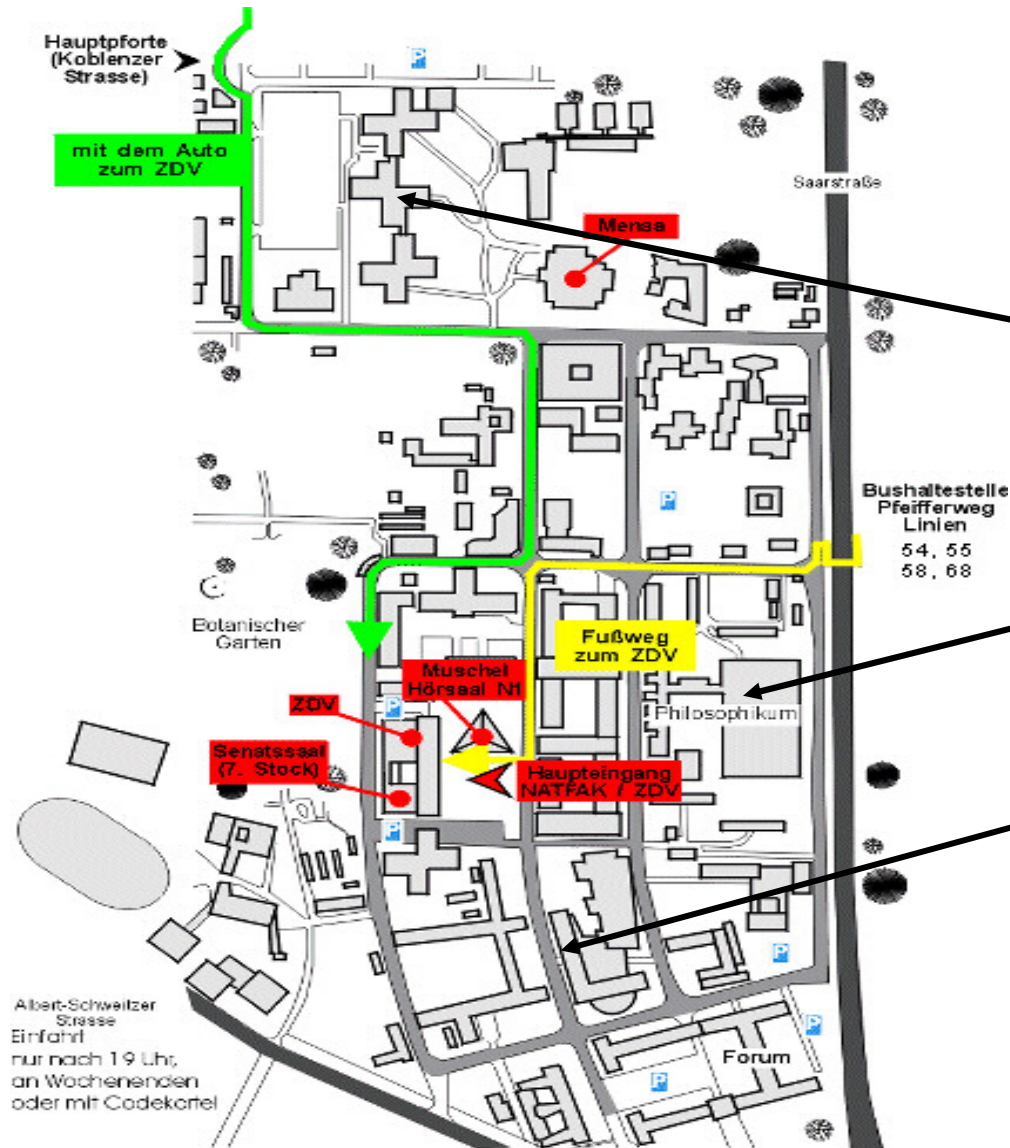 Hauptpforte
(Koblenzer
Strasse)
P
mit dem Auto
zum ZDV
Saarstraße
Mensa
P
Bushaltestelle
Pfeifferweg
Linien
54, 55
58, 68
Botanischer
Garten
Fußweg
zum ZDV
Muschel
Hörsaal N1
ZDV
P
Philosophikum
Senatssaal
(7. Stock)
Haupteingang
NATFAK / ZDV
P
P
Albert-Schweitzer
Strasse
Einfahrt
nur nach 19 Uhr,
an Wochenenden
oder mit Codekartel
P
P
Forum
P